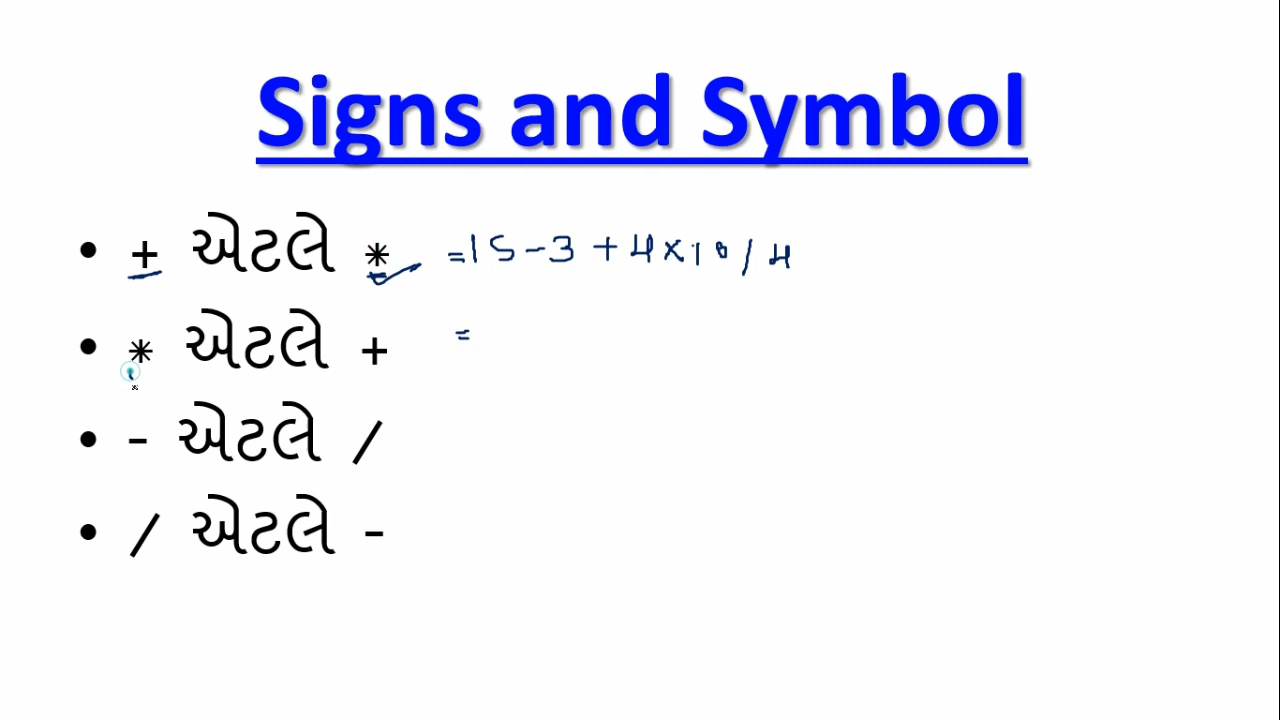 Signs and Symbol
• + એટલે * =15-3+4×10/4
• * એટલે + =
• - એટલે /
• / એટલે -